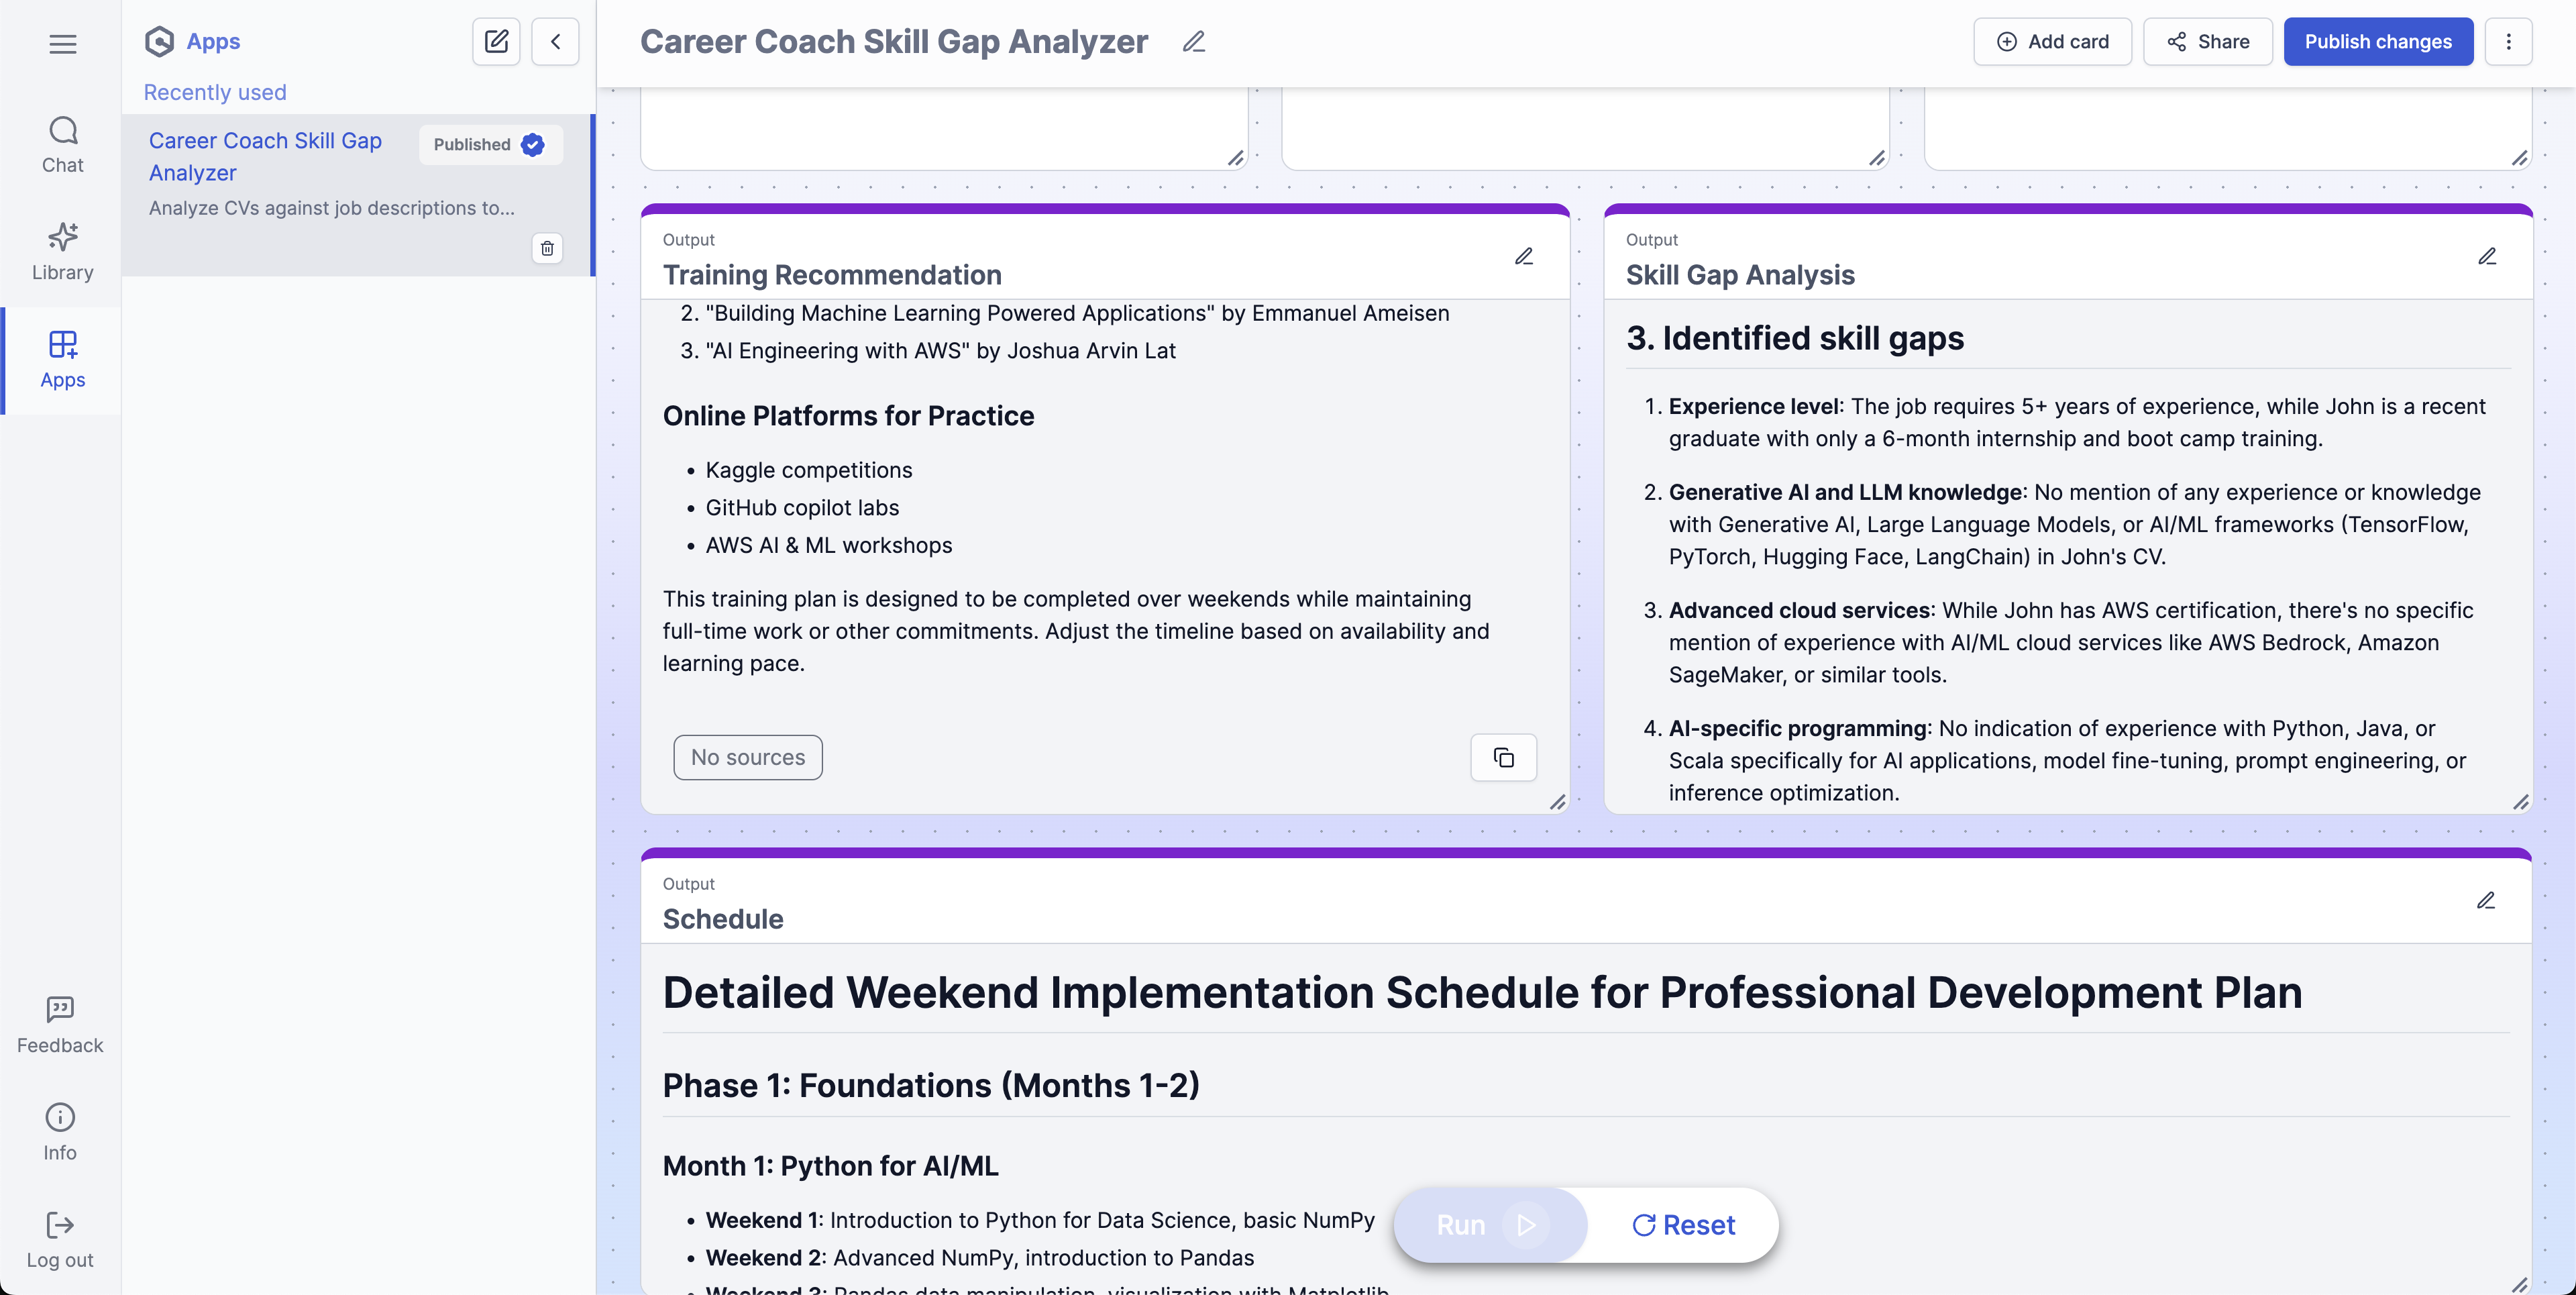 Apps
Recently used
Career Coach Skill Gap
Analyzer
Published
Analyze CVs against job descriptions to...
Chat
Library
Apps
Feedback
Info
Log out
Career Coach Skill Gap Analyzer
Add card
Share
Publish changes
Output
Training Recommendation
2. "Building Machine Learning Powered Applications" by Emmanuel Ameisen
3. "AI Engineering with AWS" by Joshua Arvin Lat
Online Platforms for Practice
• Kaggle competitions
• GitHub copilot labs
• AWS AI & ML workshops
This training plan is designed to be completed over weekends while maintaining
full-time work or other commitments. Adjust the timeline based on availability and
learning pace.
No sources
Output
Skill Gap Analysis
3. Identified skill gaps
1. Experience level: The job requires 5+ years of experience, while John is a recent
graduate with only a 6-month internship and boot camp training.
2. Generative AI and LLM knowledge: No mention of any experience or knowledge
with Generative AI, Large Language Models, or AI/ML frameworks (TensorFlow,
PyTorch, Hugging Face, LangChain) in John's CV.
3. Advanced cloud services: While John has AWS certification, there's no specific
mention of experience with AI/ML cloud services like AWS Bedrock, Amazon
SageMaker, or similar tools.
4. AI-specific programming: No indication of experience with Python, Java, or
Scala specifically for AI applications, model fine-tuning, prompt engineering, or
inference optimization.
Output
Schedule
Detailed Weekend Implementation Schedule for Professional Development Plan
Phase 1: Foundations (Months 1-2)
Month 1: Python for AI/ML
• Weekend 1: Introduction to Python for Data Science, basic NumPy
• Weekend 2: Advanced NumPy, introduction to Pandas
• Weekend 3: Pandas data manipulation, visualization with Matplotlib
Run
Reset